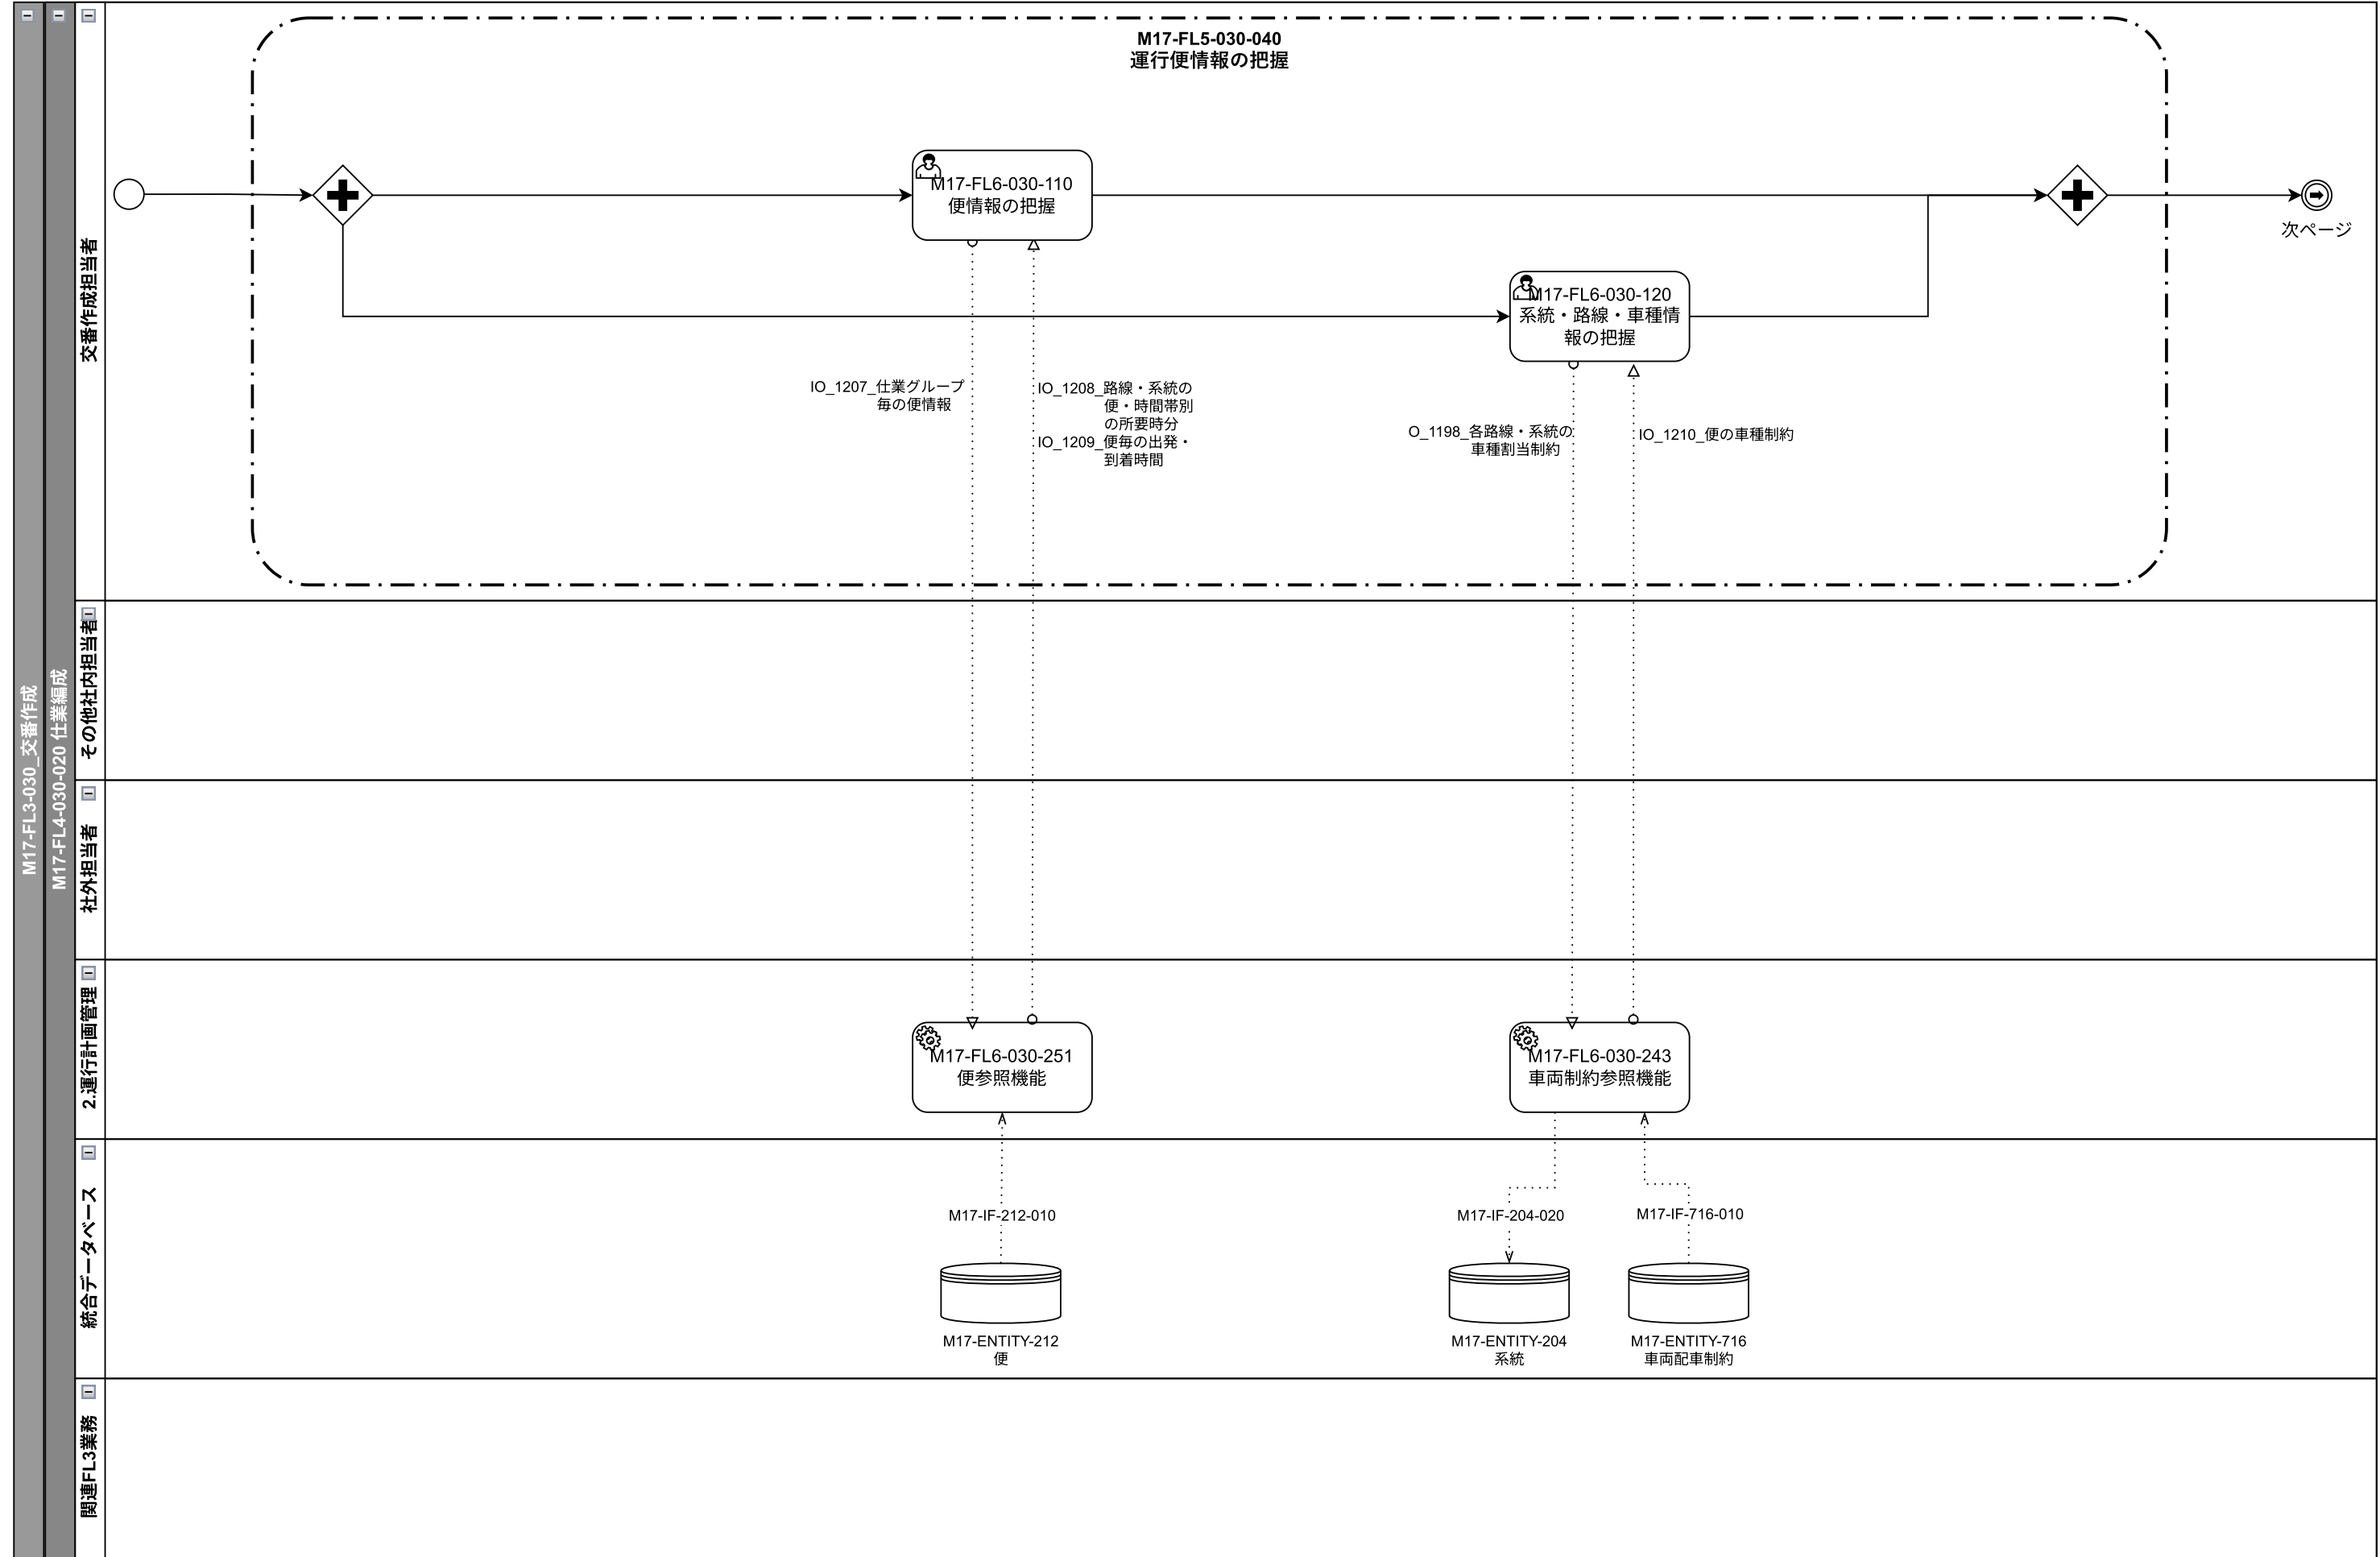 M17-FL3-030_交番作成
M17-FL4-030-020 仕業編成
交番作成担当者
M17-FL5-030-040
運行便情報の把握
M17-FL6-030-110
便情報の把握
次ページ
M17-FL6-030-120
系統・路線・車種情
報の把握
IO_1207_仕業グループ
毎の便情報
IO_1208_路線・系統の
便・時間帯別
の所要時分
IO_1209_便毎の出発・
到着時間
O_1198_各路線・系統の
車種割当制約
IO_1210_便の車種制約
その他社内担当者
社外担当者
2.運行計画管理
M17-FL6-030-251
便参照機能
M17-FL6-030-243
車両制約参照機能
統合データベース
M17-IF-212-010
M17-IF-204-020
M17-IF-716-010
M17-ENTITY-212
便
M17-ENTITY-204
系統
M17-ENTITY-716
車両配車制約
関連FL3業務